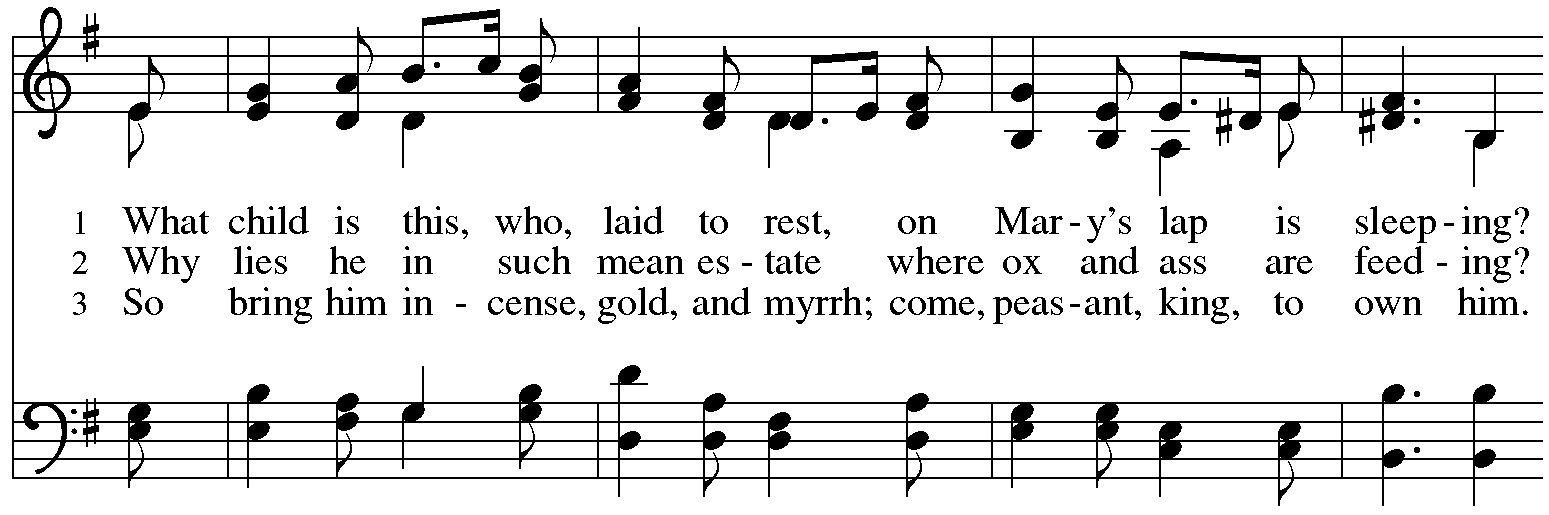 1 What child is this, who, laid to rest, on Mar-y's lap is sleep-ing?
2 Why lies he in such mean es-tate where ox and ass are feed-ing?
3 So bring him in-cense, gold, and myrrh; come, peas-ant, king, to own him.